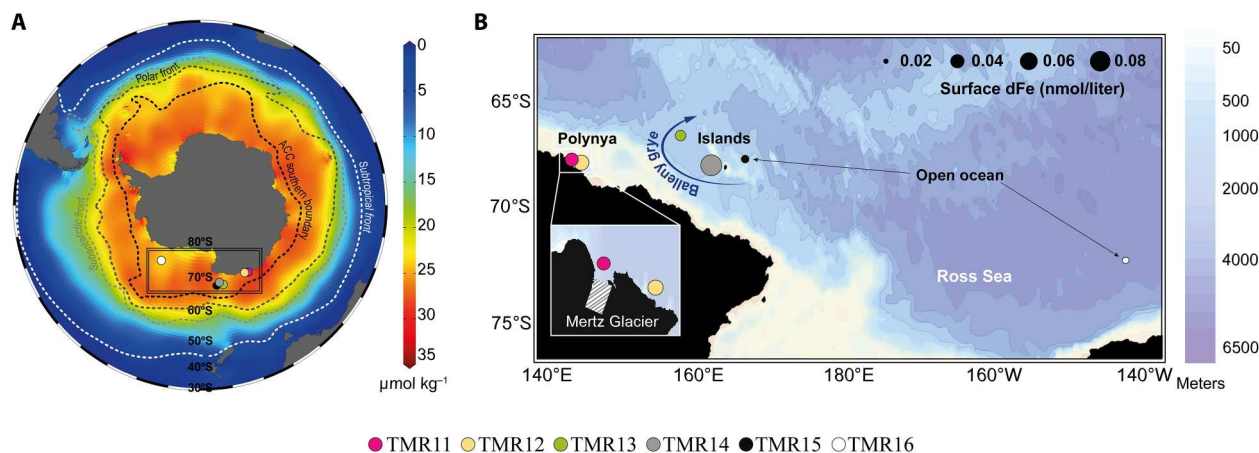 A
Polar front
ACC southern boundary
Subantarctic front
Subtropical front
80°S
70°S
60°S
50°S
40°S
30°S
0
5
10
15
20
25
30
35
µmol kg⁻¹
B
0.02 0.04 0.06 0.08
Surface dFe (nmol/liter)
65°S
70°S
75°S
Polynya
Islands
Balleny grye
Open ocean
Ross Sea
Mertz Glacier
140°E 160°E 180°E 160°W 140°W
50
500
1000
2000
4000
6500
Meters
TMR11 TMR12 TMR13 TMR14 TMR15 TMR16